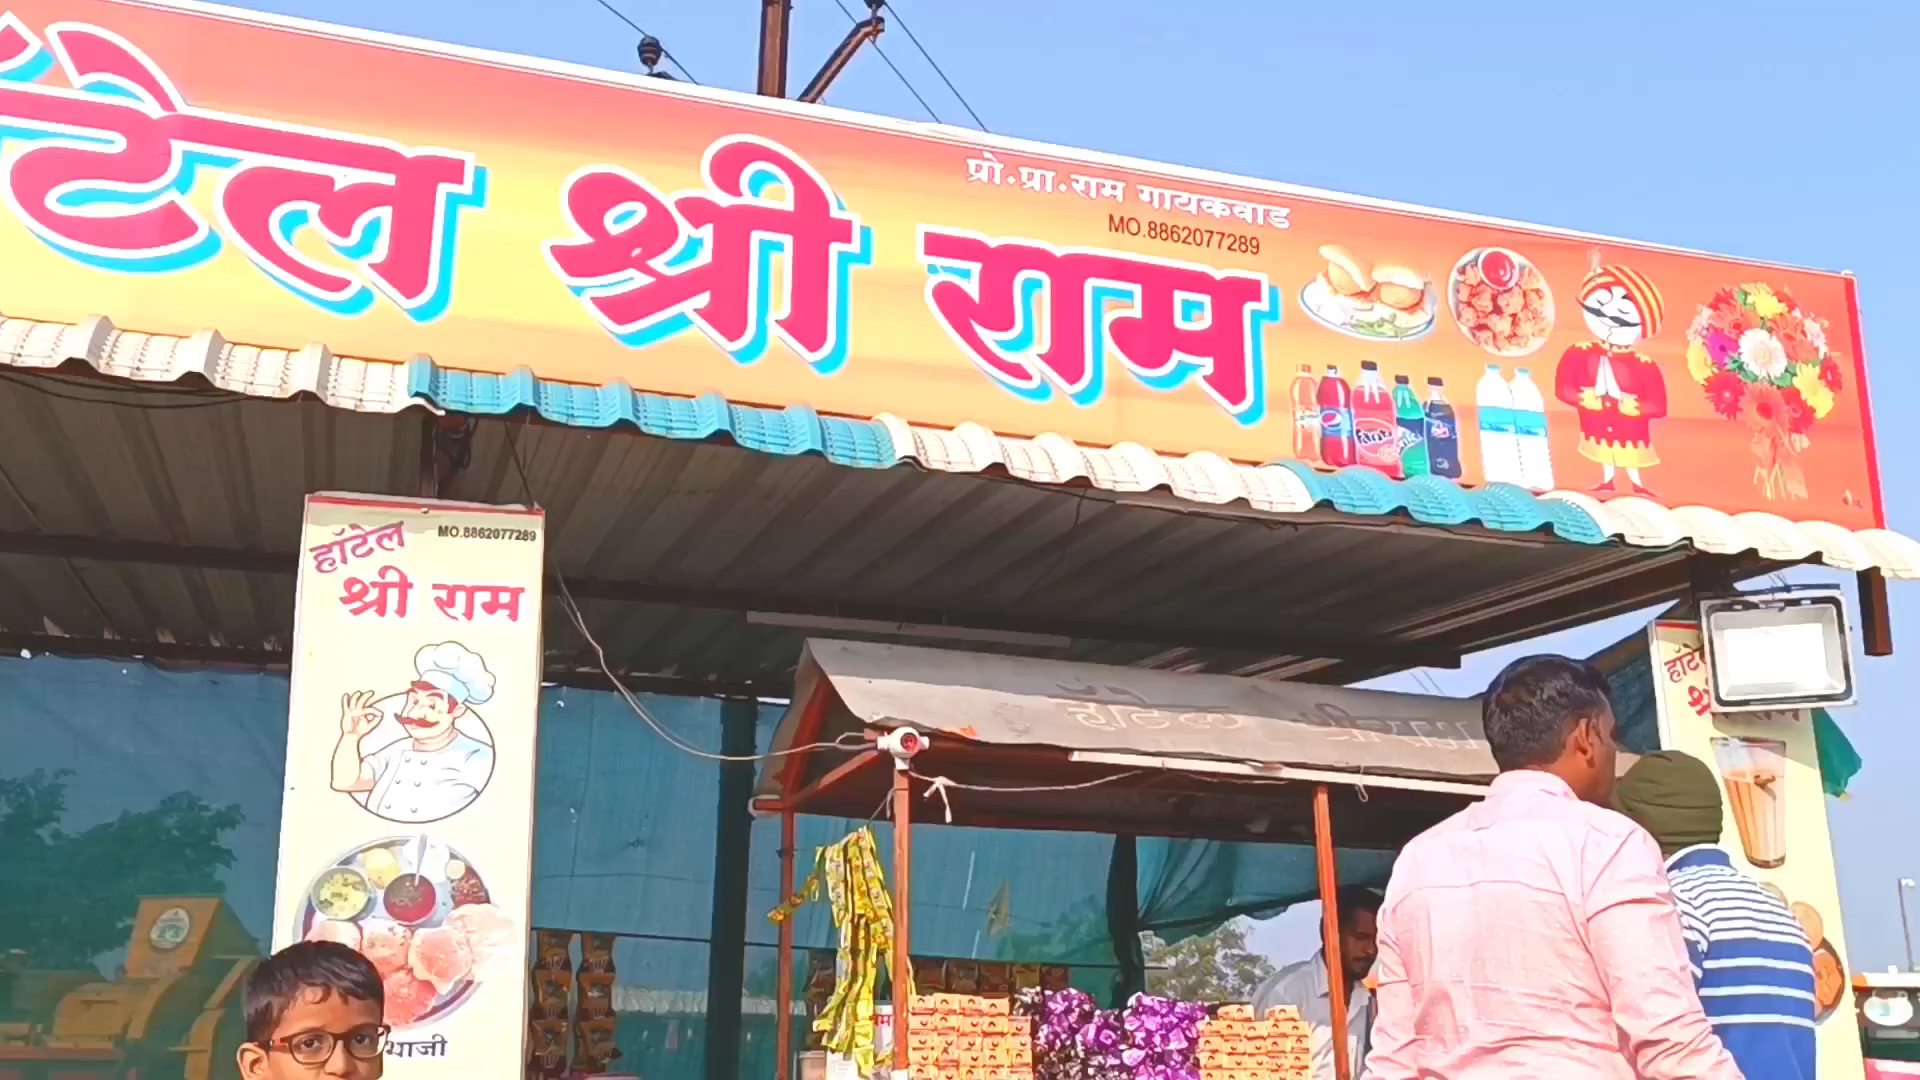 हॉटेल श्री राम
प्रो.प्रा.राम गायकवाड
MO.8862077289
हॉटेल
MO.8862077289
श्री राम
भाजी
हॉटेल श्रीराम
हॉटे
श्री राम